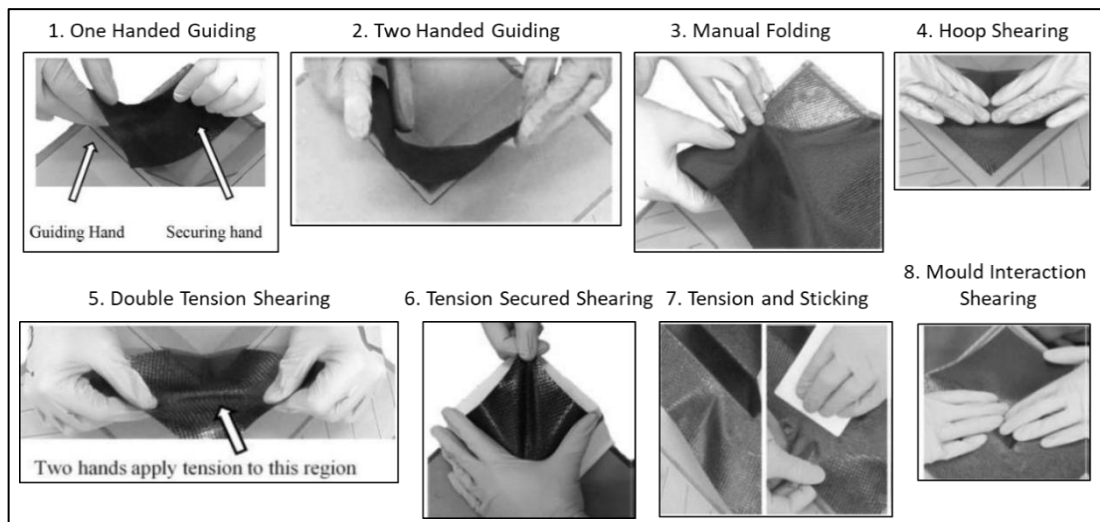 1. One Handed Guiding
2. Two Handed Guiding
3. Manual Folding
4. Hoop Shearing
Guiding Hand
Securing hand
5. Double Tension Shearing
6. Tension Secured Shearing
7. Tension and Sticking
8. Mould Interaction
Shearing
Two hands apply tension to this region